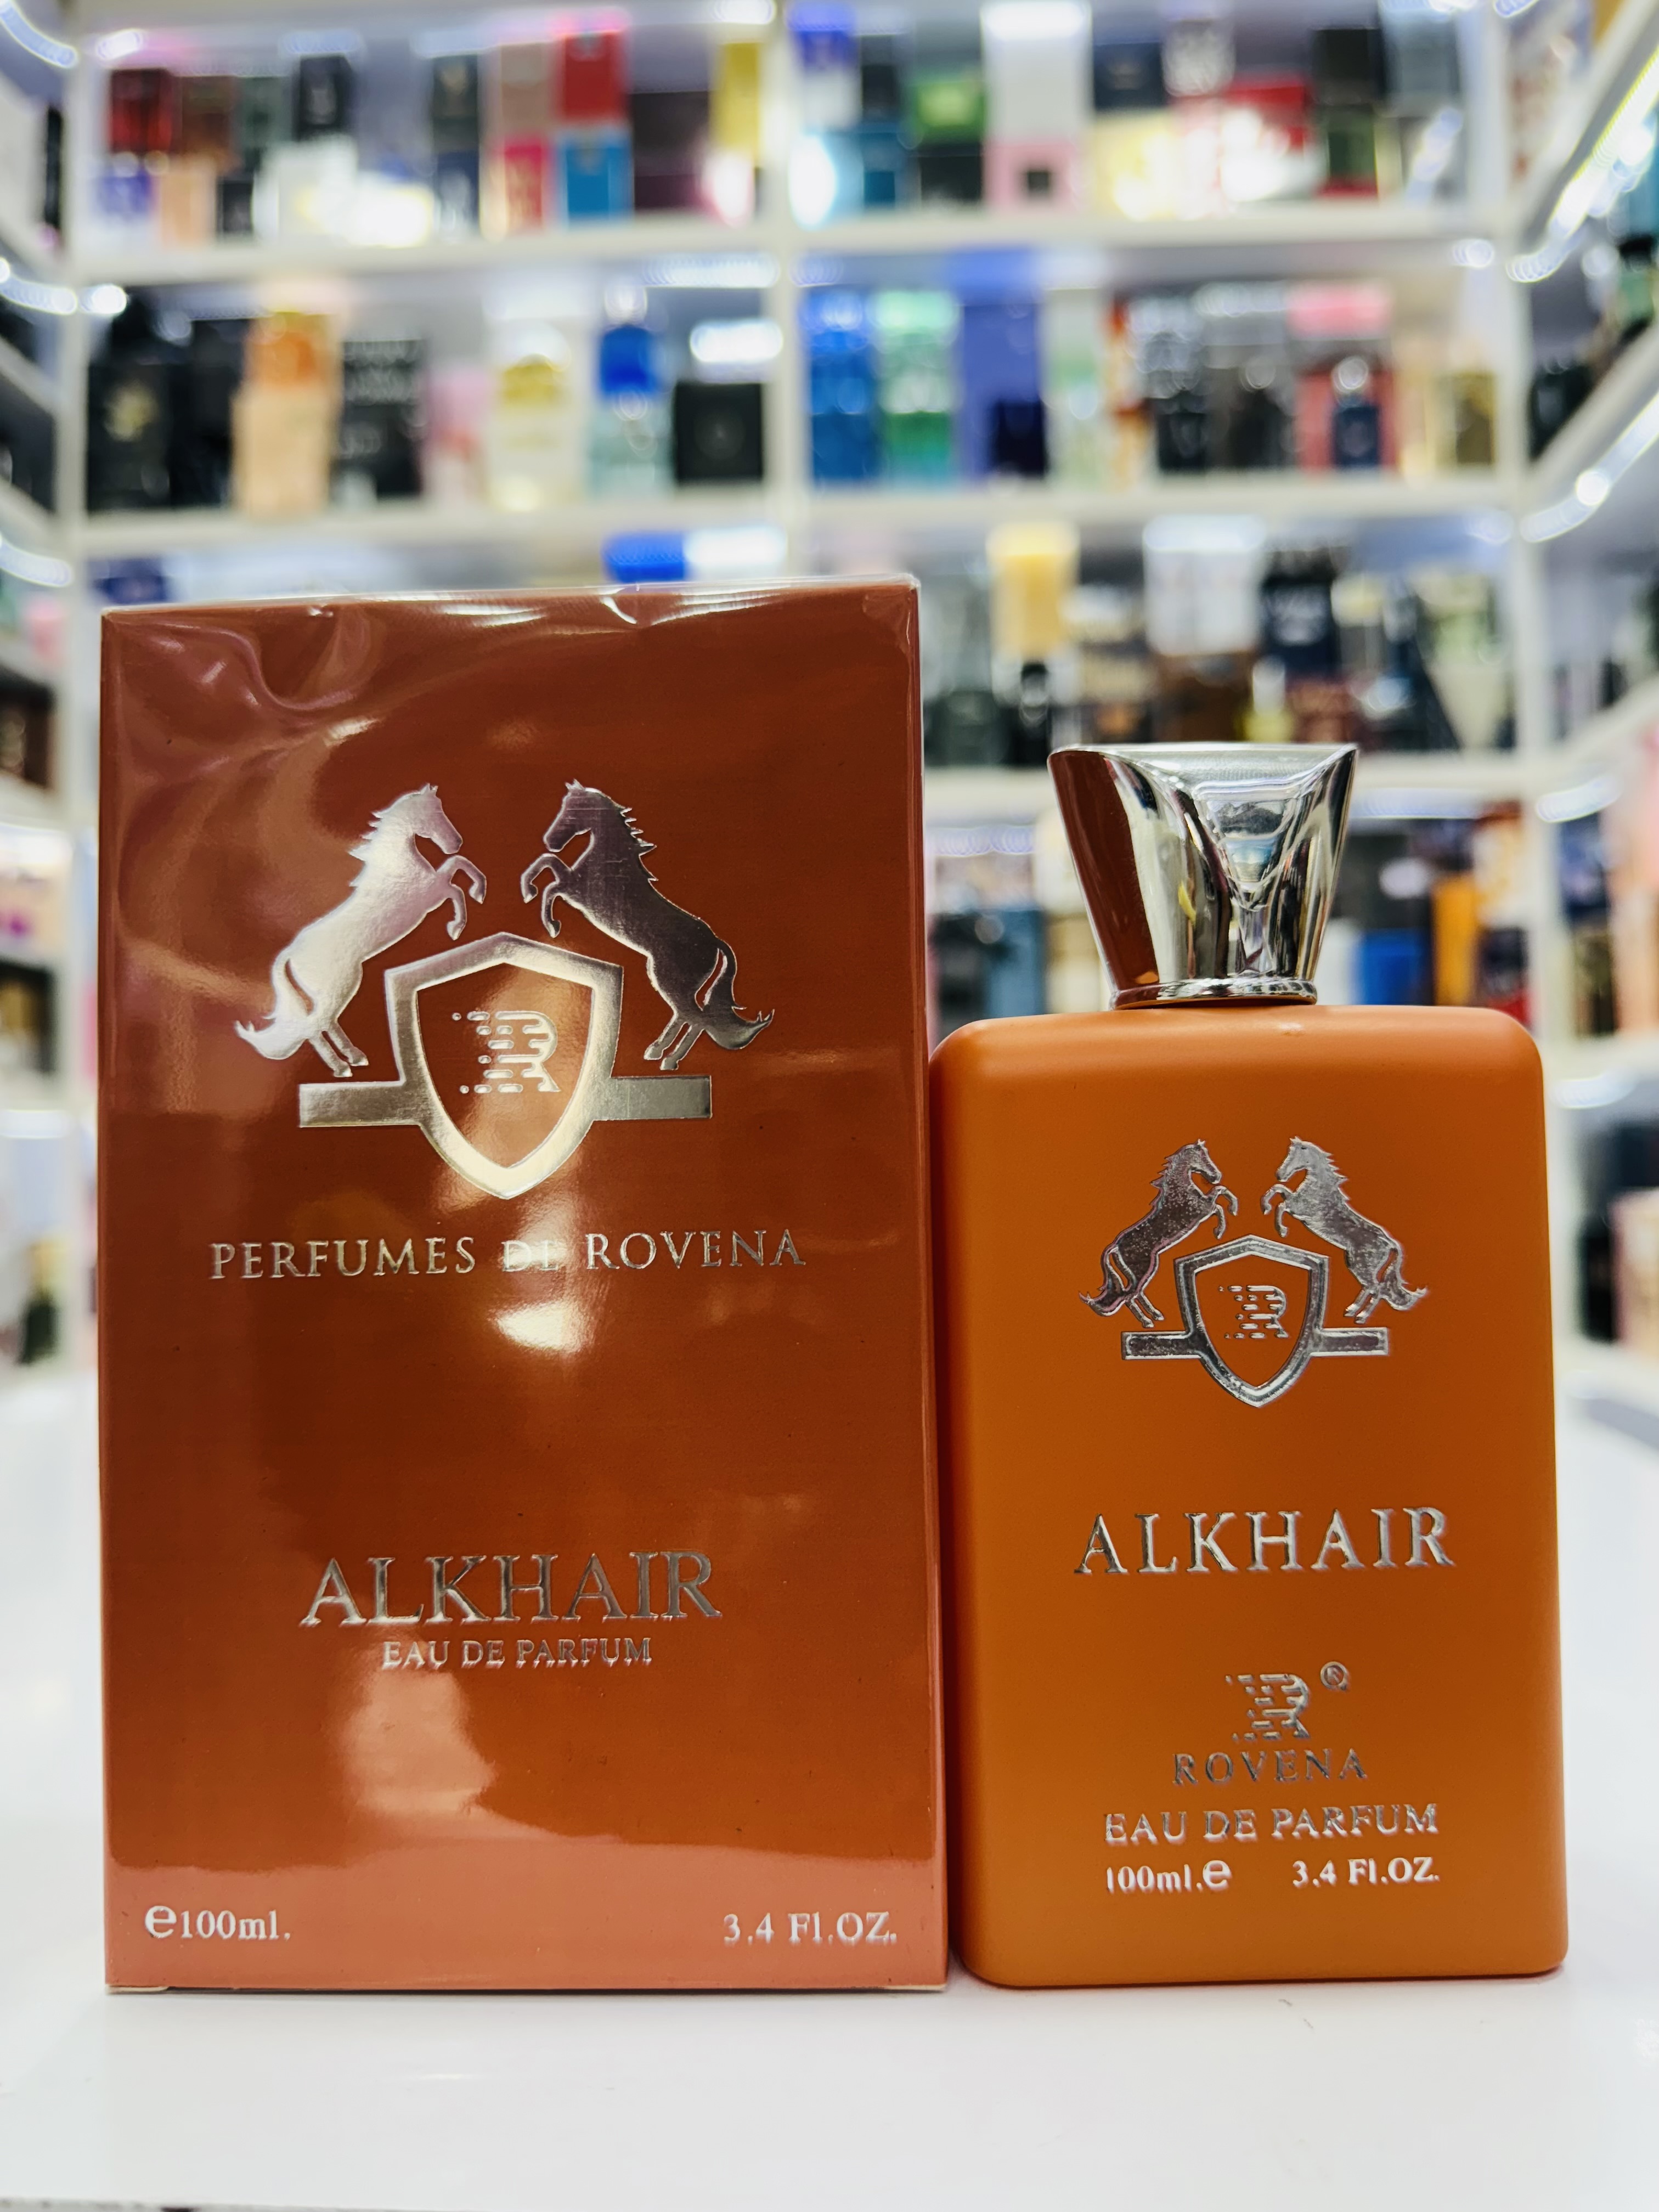 R
PERFUMES DE ROVENA
ALKHAIR
EAU DE PARFUM
e100ml.
3.4 Fl.OZ.
R
ALKHAIR
R®
ROVENA
EAU DE PARFUM
100ml.e 3.4 Fl.OZ.